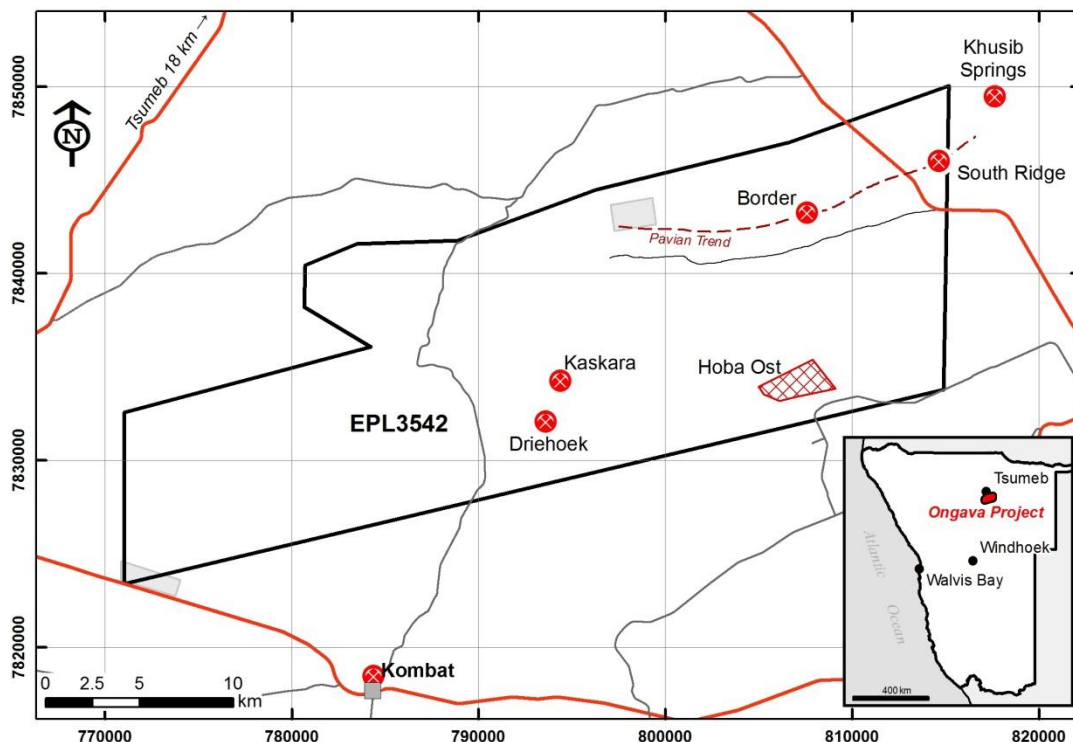 Tsumeb 18 km →
Khusib
Springs
South Ridge
Border
Pavian Trend
Hoba Ost
Kaskara
EPL3542
Driehoek
Kombat
N
7850000
7840000
7830000
7820000
0 2.5 5 10
km
770000 780000 790000 800000 810000 820000
Tsumeb
Ongava Project
Windhoek
Walvis Bay
Atlantic
Ocean
400 km